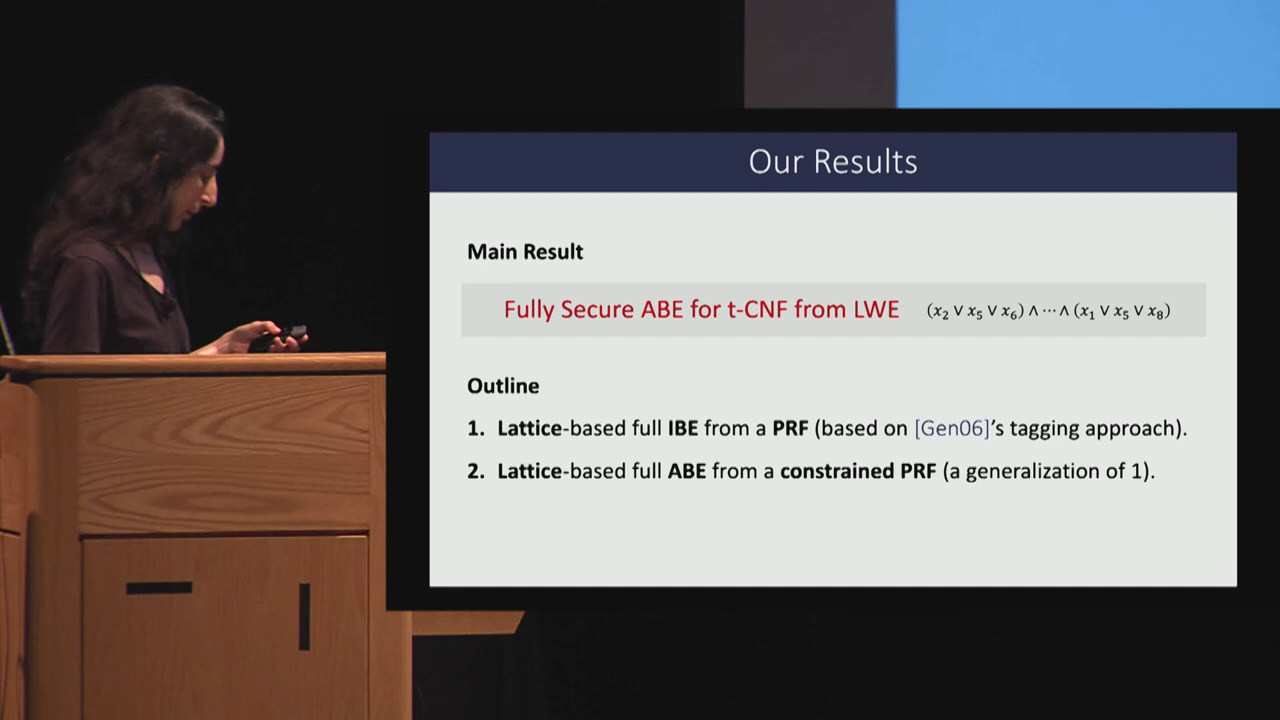 Our Results
Main Result
Fully Secure ABE for t-CNF from LWE (x₂ ∨ x₅ ∨ x₆) ∧ ⋯ ∧ (x₁ ∨ x₅ ∨ x₈)
Outline
1. Lattice-based full IBE from a PRF (based on [Gen06]'s tagging approach).
2. Lattice-based full ABE from a constrained PRF (a generalization of 1).